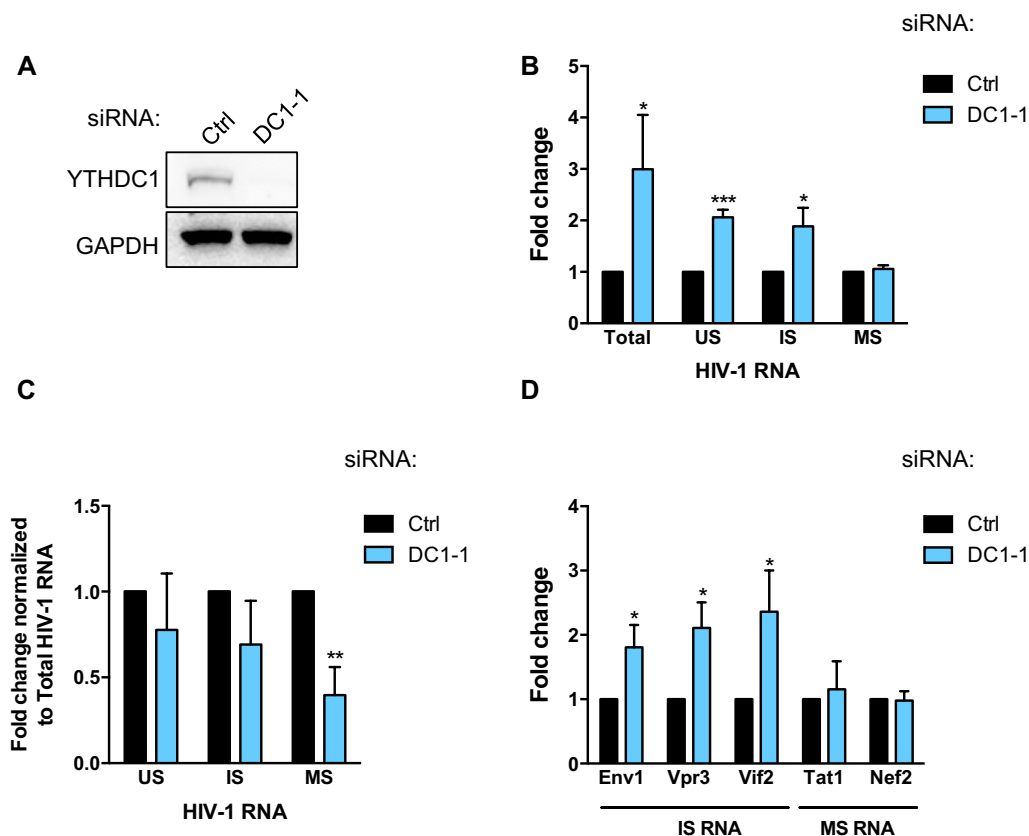 A
siRNA:
Ctrl
DC1-1
YTHDC1
GAPDH
B
siRNA:
Ctrl
DC1-1
Fold change
5
4
3
2
1
0
*
***
*
Total US IS MS
HIV-1 RNA
C
siRNA:
Ctrl
DC1-1
Fold change normalized
to Total HIV-1 RNA
1.5
1.0
0.5
0.0
**
US IS MS
HIV-1 RNA
D
siRNA:
Ctrl
DC1-1
Fold change
4
3
2
1
0
*
*
*
Env1 Vpr3 Vif2 Tat1 Nef2
IS RNA MS RNA